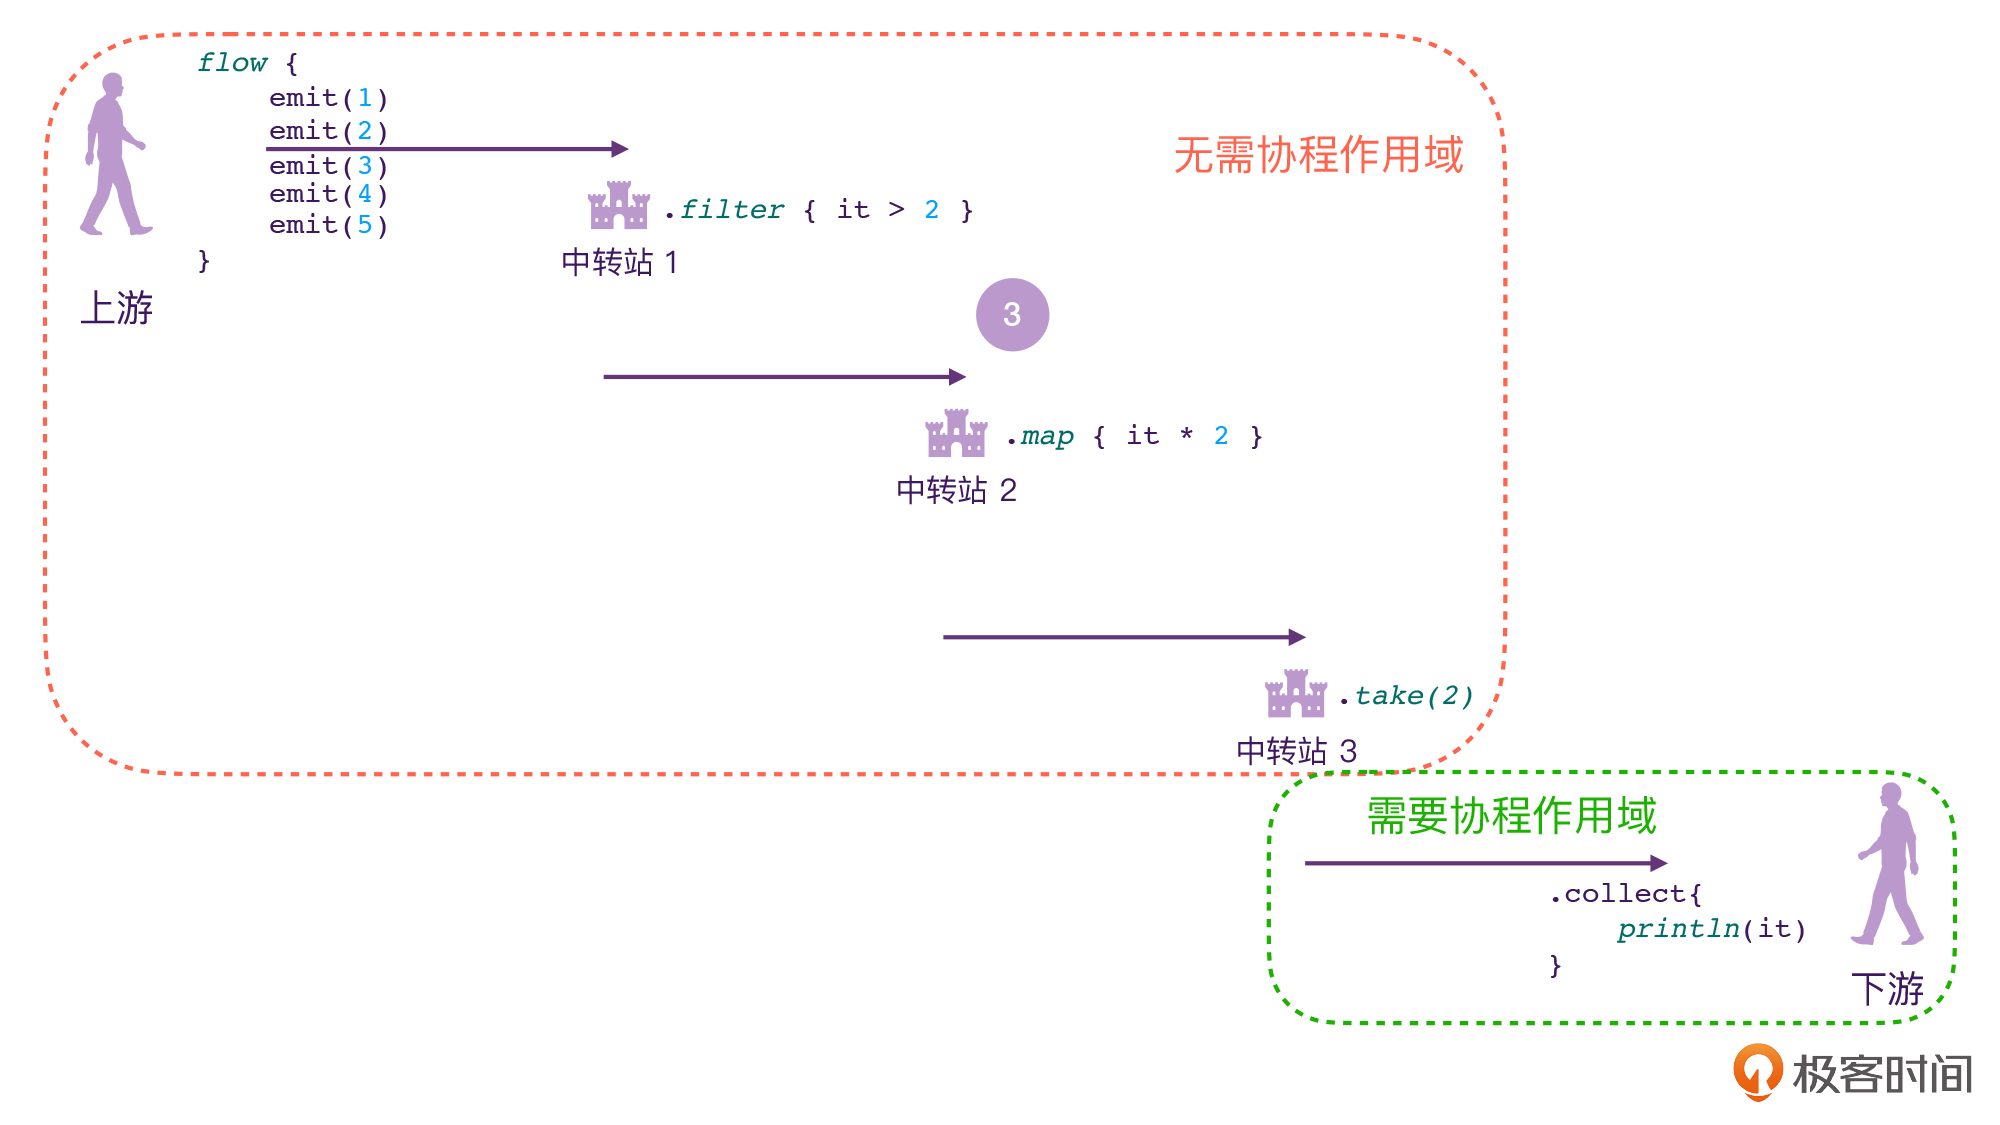 flow {
emit(1)
emit(2)
emit(3)
emit(4)
emit(5)
}
上游
无需协程作用域
.filter { it > 2 }
中转站 1
3
.map { it * 2 }
中转站 2
.take(2)
中转站 3
需要协程作用域
.collect{
println(it)
}
下游
极客时间